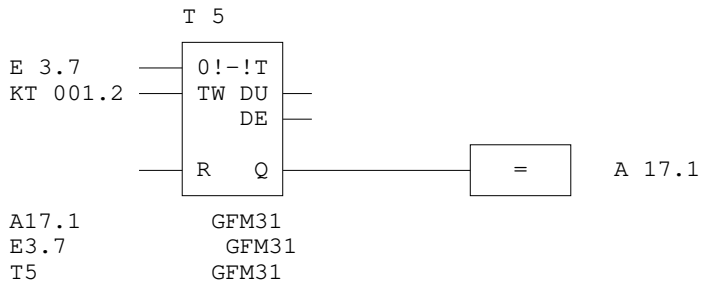 T 5
E 3.7 0!-!T
KT 001.2 TW DU
DE
R Q = A 17.1
A17.1 GFM31
E3.7 GFM31
T5 GFM31